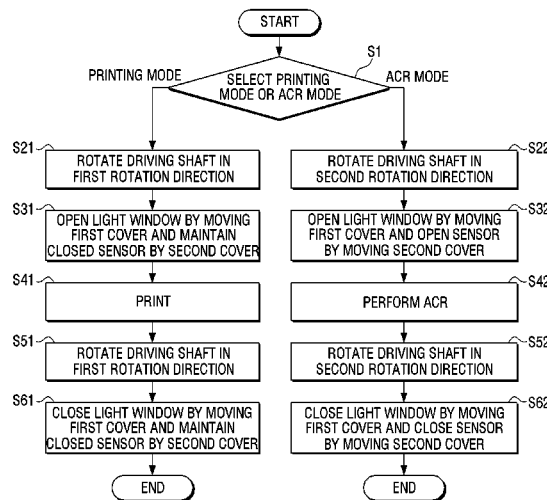 START
S1
PRINTING MODE
ACR MODE
SELECT PRINTING
MODE OR ACR MODE
S21
ROTATE DRIVING SHAFT IN
FIRST ROTATION DIRECTION
S31
OPEN LIGHT WINDOW BY MOVING
FIRST COVER AND MAINTAIN
CLOSED SENSOR BY SECOND COVER
S41
PRINT
S51
ROTATE DRIVING SHAFT IN
FIRST ROTATION DIRECTION
S61
CLOSE LIGHT WINDOW BY MOVING
FIRST COVER AND MAINTAIN
CLOSED SENSOR BY SECOND COVER
END
S22
ROTATE DRIVING SHAFT IN
SECOND ROTATION DIRECTION
S32
OPEN LIGHT WINDOW BY MOVING
FIRST COVER AND OPEN SENSOR
BY MOVING SECOND COVER
S42
PERFORM ACR
S52
ROTATE DRIVING SHAFT IN
SECOND ROTATION DIRECTION
S62
CLOSE LIGHT WINDOW BY MOVING
FIRST COVER AND CLOSE SENSOR
BY MOVING SECOND COVER
END